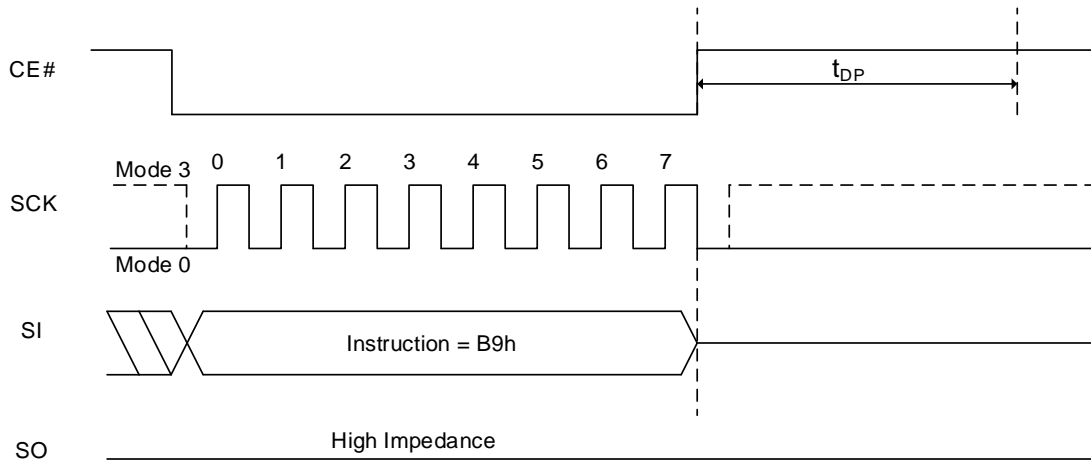 CE#
tDP
Mode 3
0 1 2 3 4 5 6 7
SCK
Mode 0
SI
Instruction = B9h
High Impedance
SO